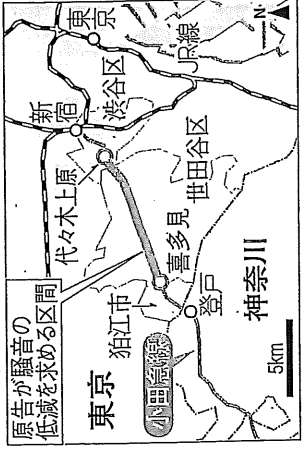 原告が騒音の
低減を求める区間
東京
新宿
東京
渋谷区
JR線
N
代々木上原
世田谷区
喜多見
狛江市
登戸
小田急線
神奈川
5km